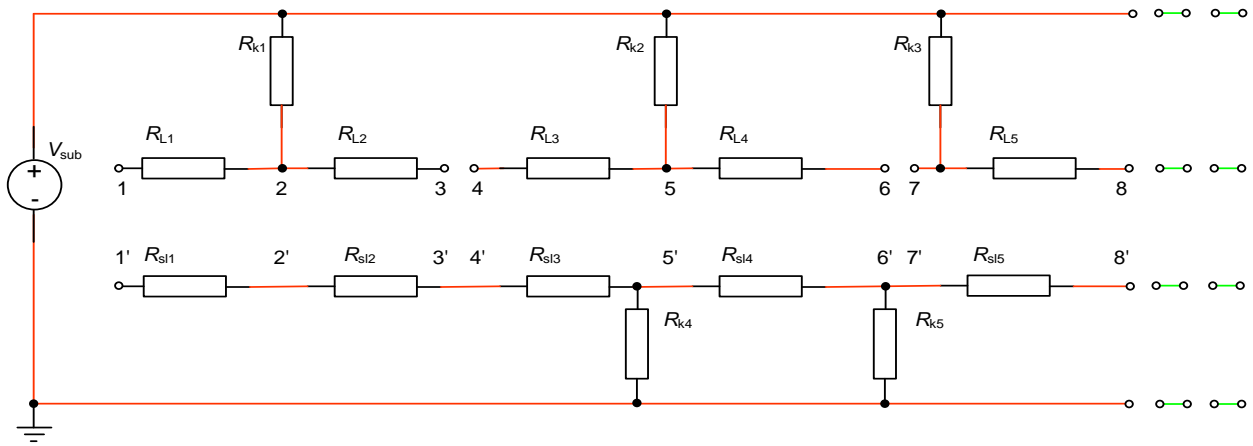 Rk1 Rk2 Rk3
RL1 RL2 RL3 RL4 RL5
Vsub
+
-
1 2 3 4 5 6 7 8
1' Rsl1 2' Rsl2 3' 4' Rsl3 5' Rsl4 6' 7' Rsl5 8'
Rk4 Rk5